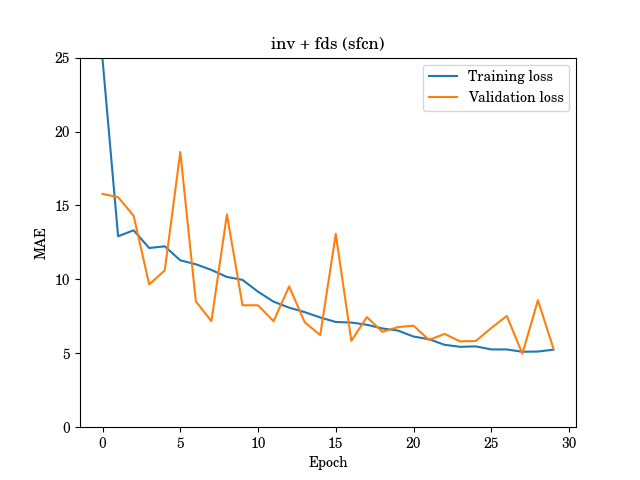 inv + fds (sfcn)
Training loss
Validation loss
25
20
15
10
5
0
MAE
0 5 10 15 20 25 30
Epoch